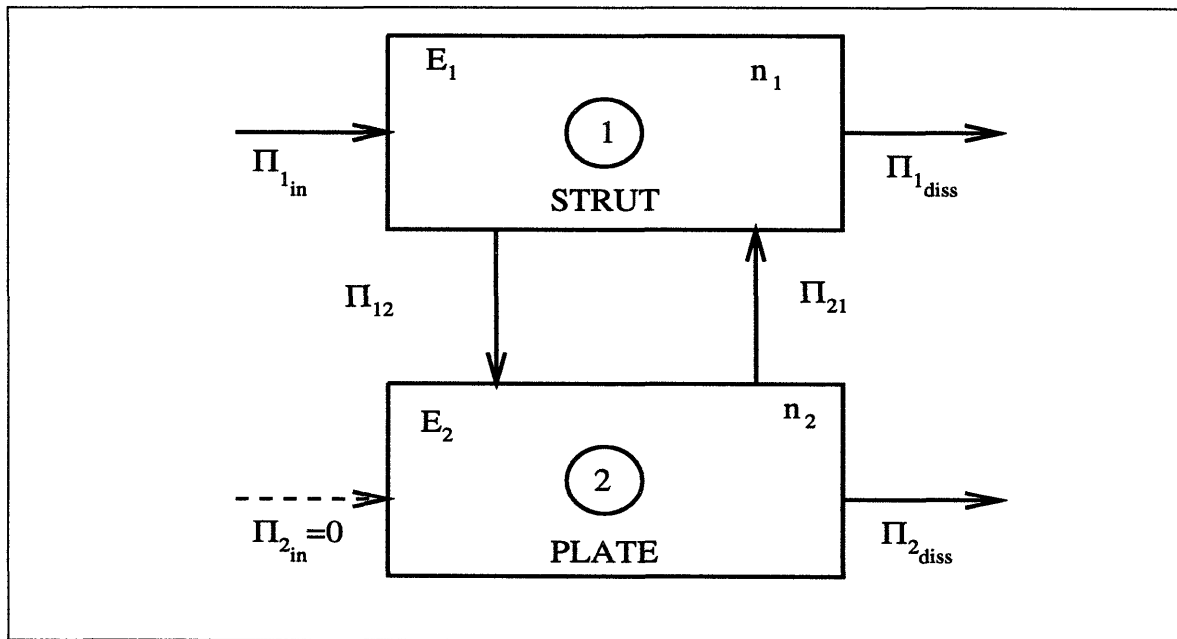 E₁
n₁
1
Π₁ᵢₙ
Π₁diss
STRUT
Π₁₂
Π₂₁
E₂
n₂
2
Π₂ᵢₙ=0
Π₂diss
PLATE